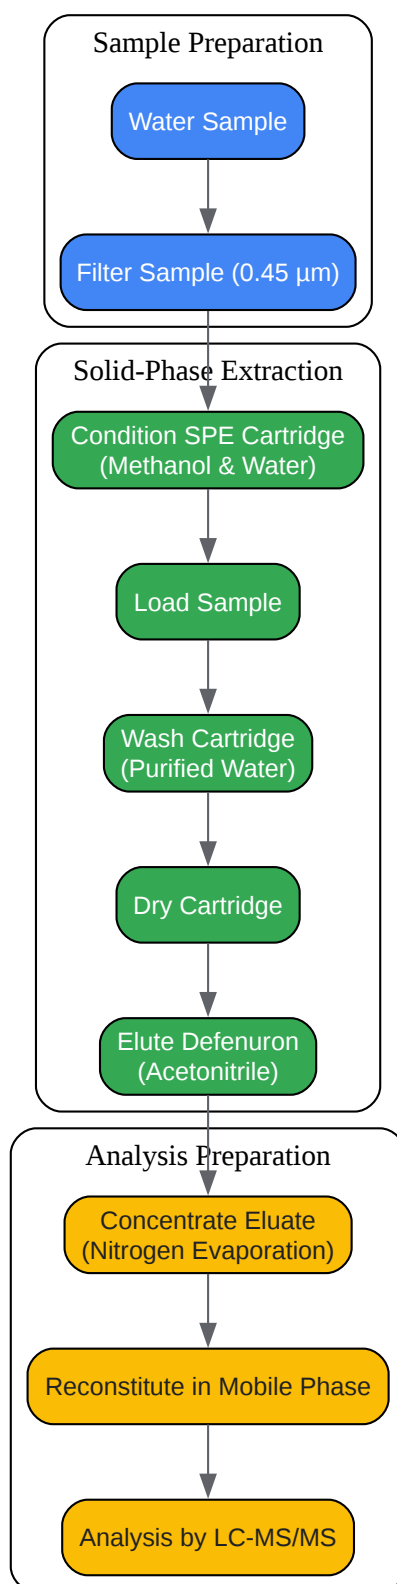 Sample Preparation
Water Sample
Filter Sample (0.45 µm)
Solid-Phase Extraction
Condition SPE Cartridge
(Methanol & Water)
Load Sample
Wash Cartridge
(Purified Water)
Dry Cartridge
Elute Defenuron
(Acetonitrile)
Analysis Preparation
Concentrate Eluate
(Nitrogen Evaporation)
Reconstitute in Mobile Phase
Analysis by LC-MS/MS